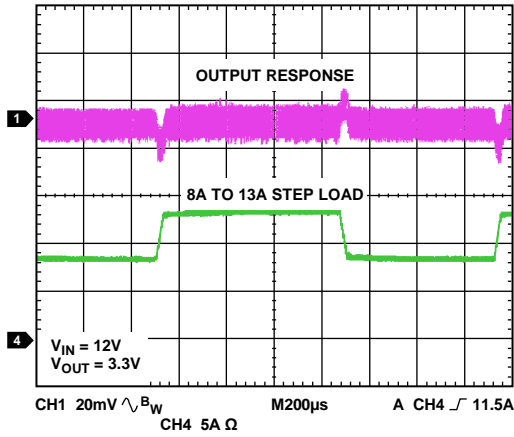 OUTPUT RESPONSE
1
8A TO 13A STEP LOAD
4
VIN = 12V
VOUT = 3.3V
CH1 20mV BW M200µs A CH4 11.5A
CH4 5A Ω